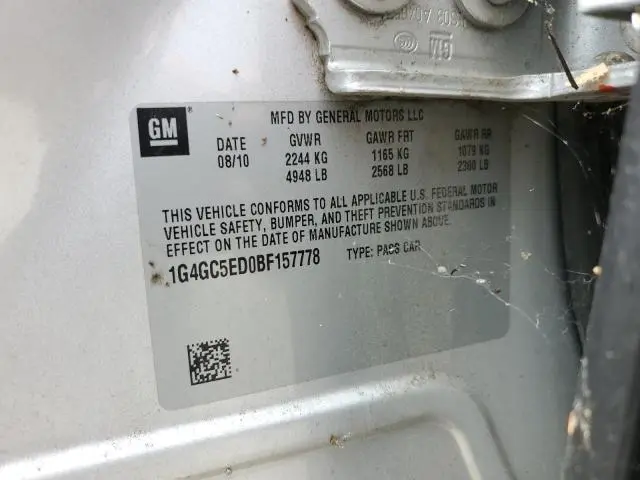 GM
MFD BY GENERAL MOTORS LLC
DATE GVWR GAWR FRT GAWR RR
08/10 2244 KG 1165 KG 1079 KG
4948 LB 2568 LB 2380 LB
THIS VEHICLE CONFORMS TO ALL APPLICABLE U.S. FEDERAL MOTOR
VEHICLE SAFETY, BUMPER, AND THEFT PREVENTION STANDARDS IN
EFFECT ON THE DATE OF MANUFACTURE SHOWN ABOVE.
1G4GC5ED0BF157778 TYPE: PASS CAR